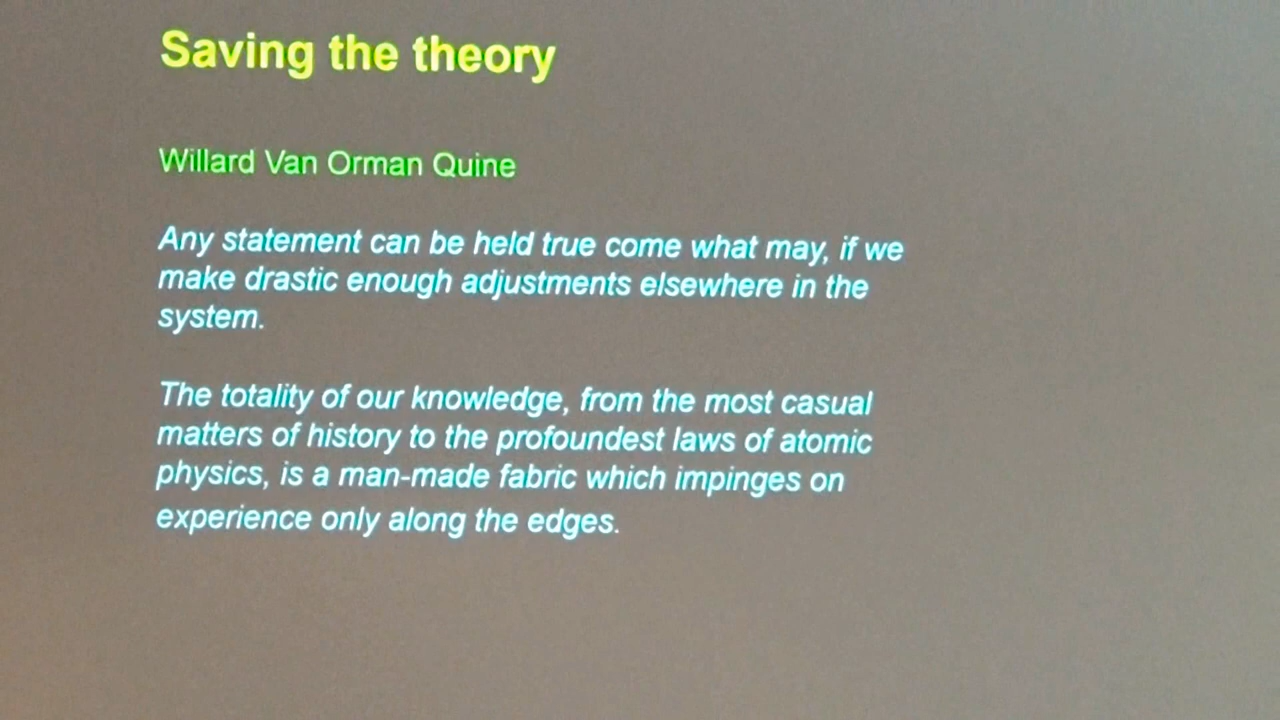 Saving the theory
Willard Van Orman Quine
Any statement can be held true come what may, if we
make drastic enough adjustments elsewhere in the
system.
The totality of our knowledge, from the most casual
matters of history to the profoundest laws of atomic
physics, is a man-made fabric which impinges on
experience only along the edges.